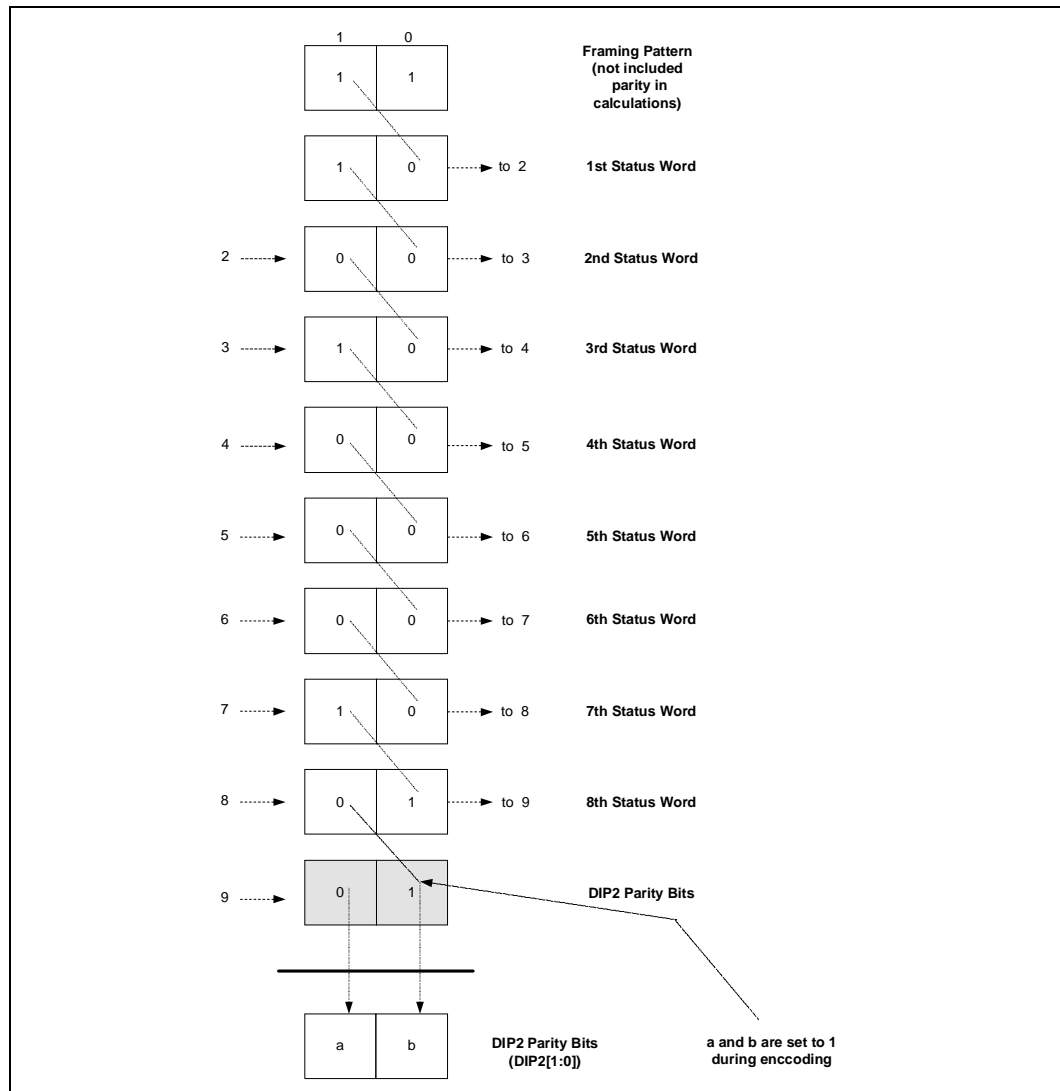 1 0
Framing Pattern
(not included
parity in
calculations)
1 1
1 0 to 2 1st Status Word
2 0 0 to 3 2nd Status Word
3 1 0 to 4 3rd Status Word
4 0 0 to 5 4th Status Word
5 0 0 to 6 5th Status Word
6 0 0 to 7 6th Status Word
7 1 0 to 8 7th Status Word
8 0 1 to 9 8th Status Word
9 0 1 DIP2 Parity Bits
a b
DIP2 Parity Bits
(DIP2[1:0])
a and b are set to 1
during enccoding